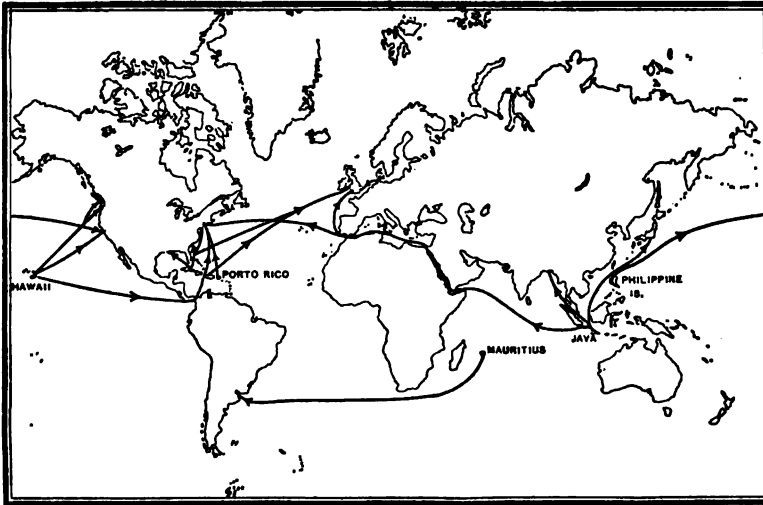 HAWAII
PORTO RICO
PHILIPPINE
IS.
JAVA
MAURITIUS